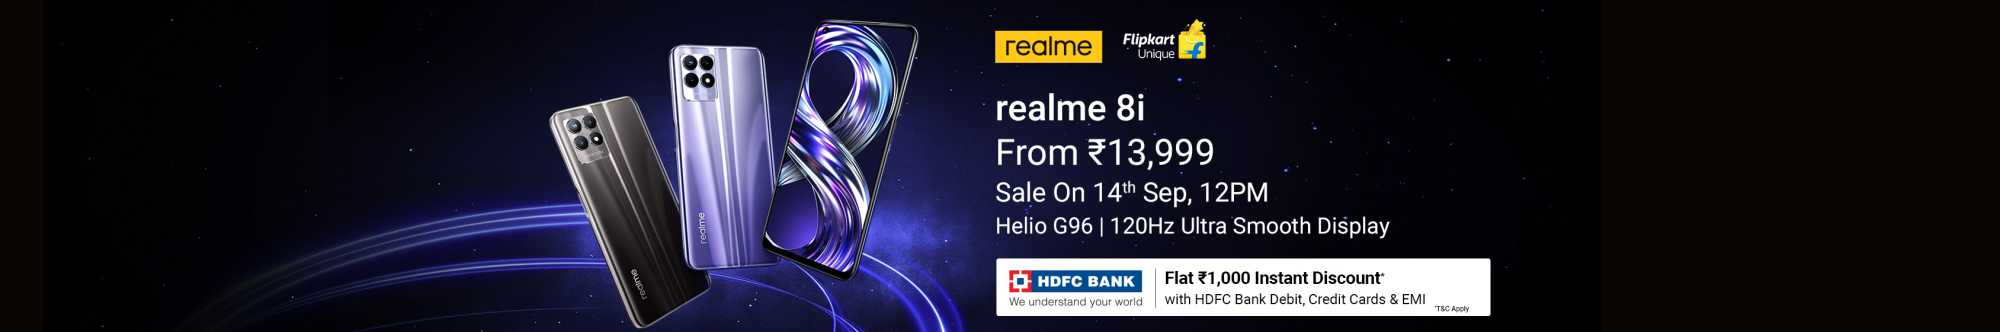 realme
Flipkart
Unique
realme 8i
From ₹13,999
Sale On 14th Sep, 12PM
Helio G96 | 120Hz Ultra Smooth Display
HDFC BANK
We understand your world
Flat ₹1,000 Instant Discount*
with HDFC Bank Debit, Credit Cards & EMI
*T&C Apply
realme
realme